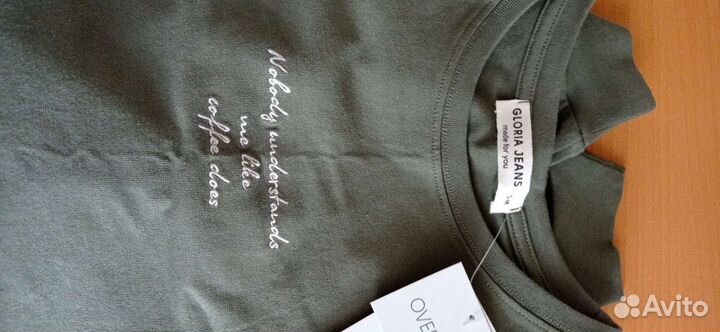 Nobody understands
me like
coffee does
GLORIA JEANS
made for you
S-M
OVE
Avito